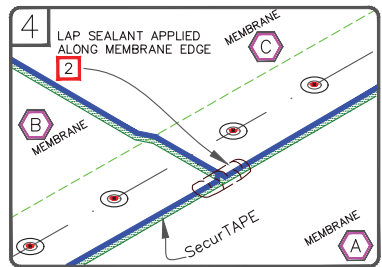 4
LAP SEALANT APPLIED
ALONG MEMBRANE EDGE
2
MEMBRANE
C
B
MEMBRANE
SecurTAPE
MEMBRANE
A